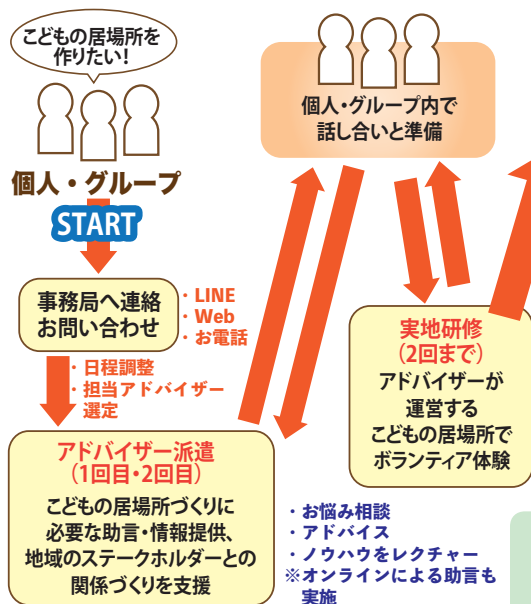 こどもの居場所を
作りたい!
個人・グループ
START
事務局へ連絡
お問い合わせ
・LINE
・Web
・お電話
・日程調整
・担当アドバイザー
選定
アドバイザー派遣
(1回目・2回目)
こどもの居場所づくりに
必要な助言・情報提供、
地域のステークホルダーとの
関係づくりを支援
個人・グループ内で
話し合いと準備
・お悩み相談
・アドバイス
・ノウハウをレクチャー
※オンラインによる助言も
実施
実地研修
(2回まで)
アドバイザーが
運営する
こどもの居場所で
ボランティア体験